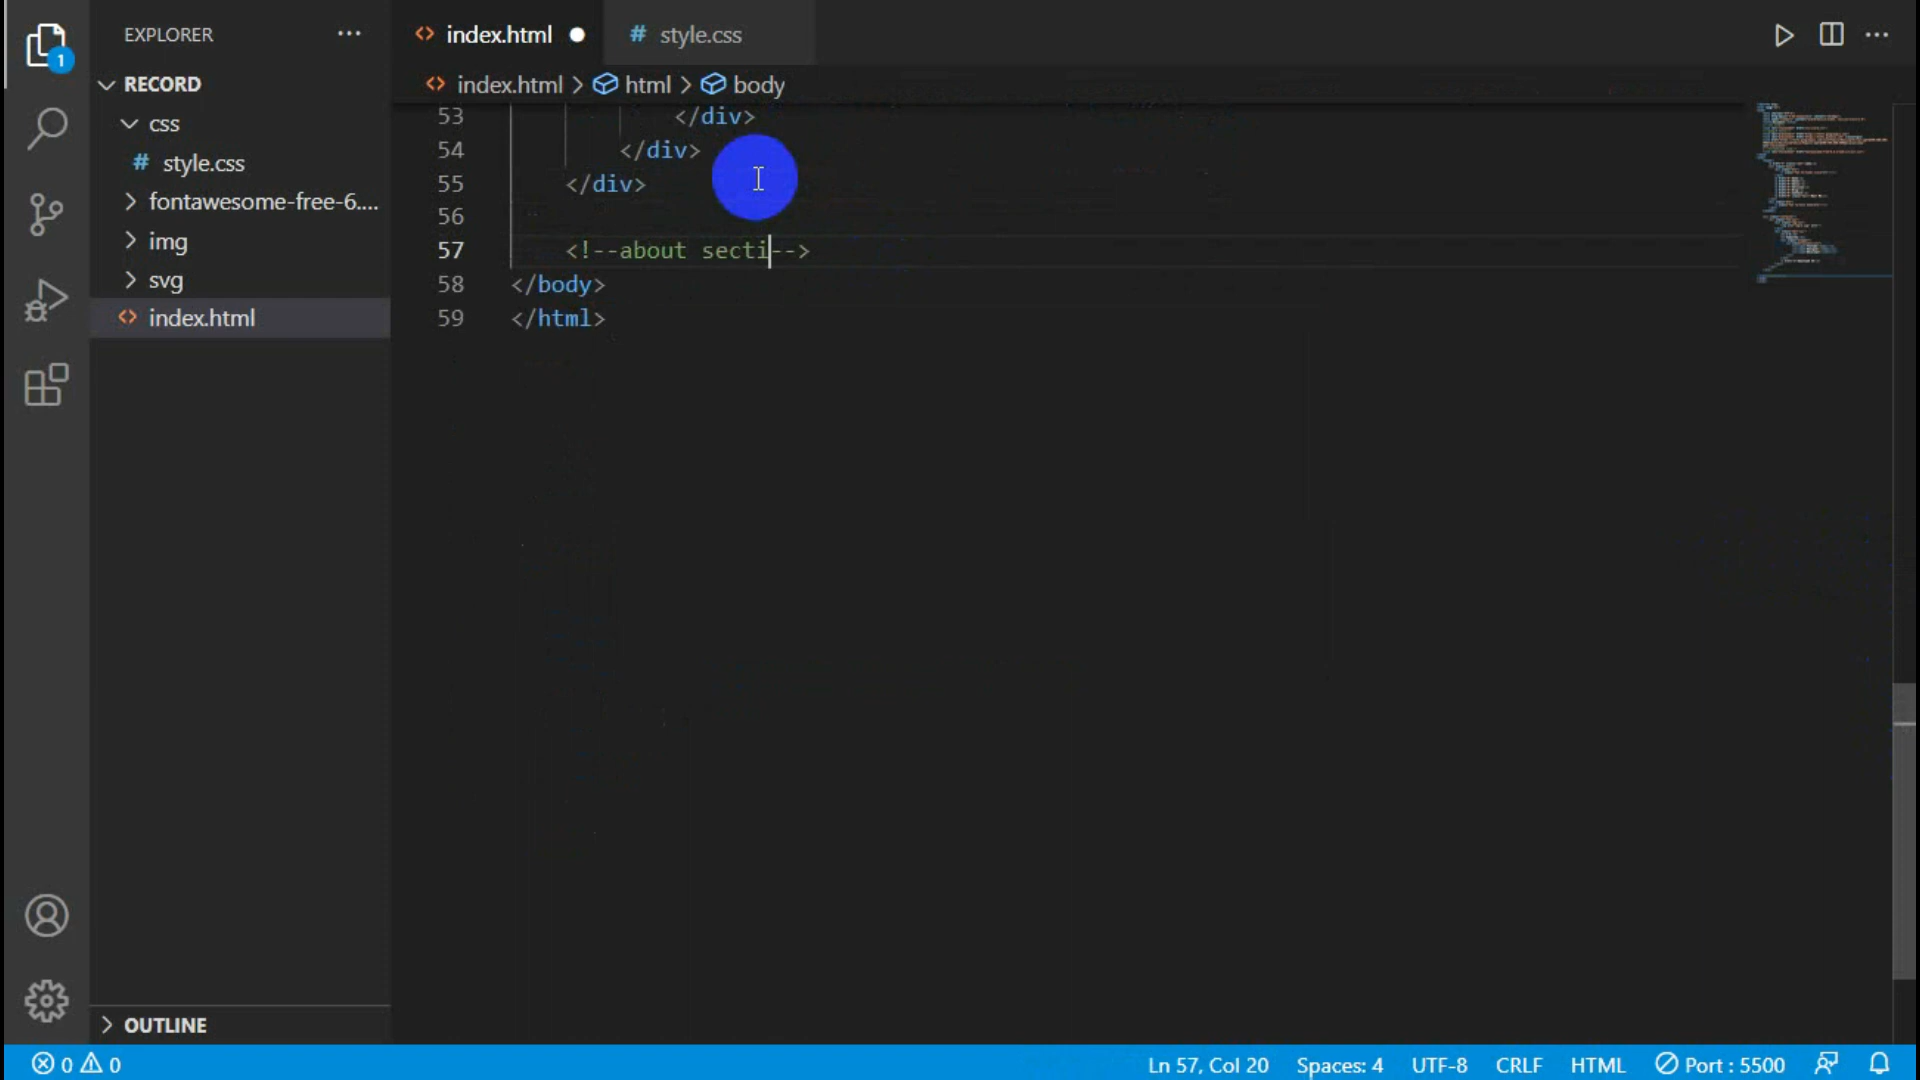 EXPLORER
RECORD
css
# style.css
fontawesome-free-6....
img
svg
<> index.html
OUTLINE
1
<> index.html
# style.css
<> index.html > html > body
53 </div>
54 </div>
55 </div>
56
57 <!--about secti-->
58 </body>
59 </html>
0 0
Ln 57, Col 20 Spaces: 4 UTF-8 CRLF HTML Port : 5500